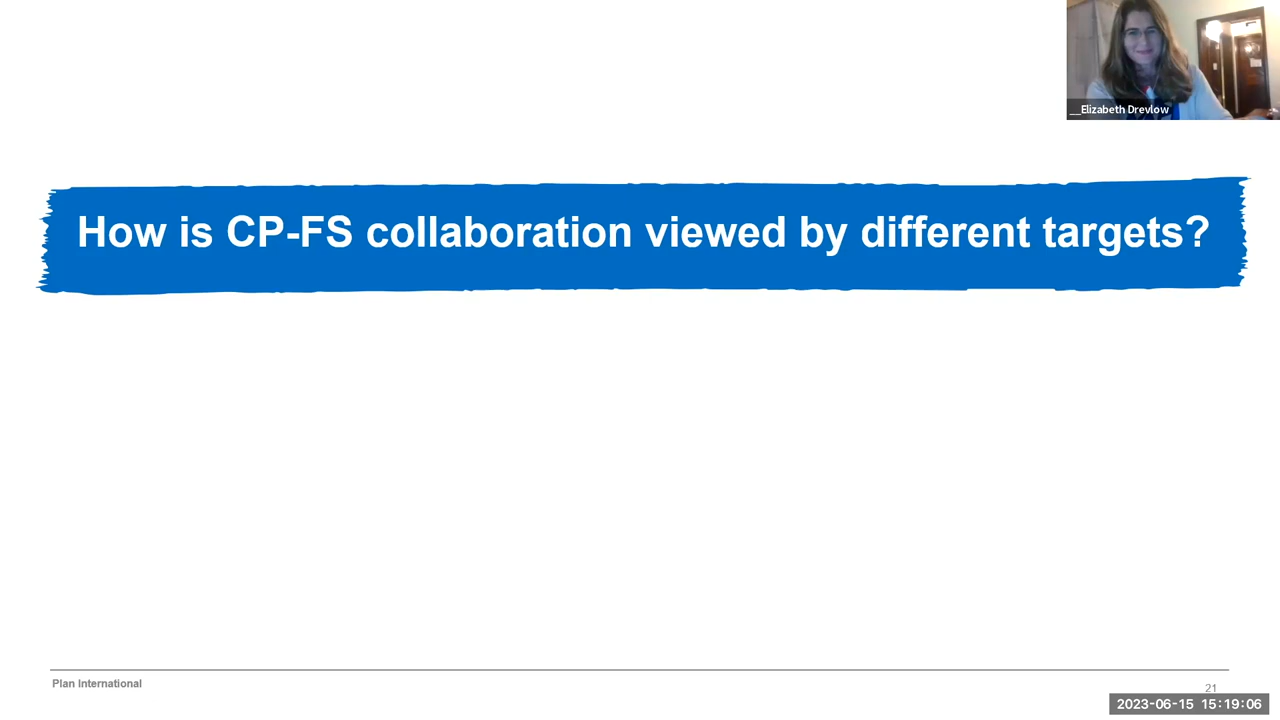 __Elizabeth Drevlow
How is CP-FS collaboration viewed by different targets?
Plan International
21
2023-06-15 15:19:06